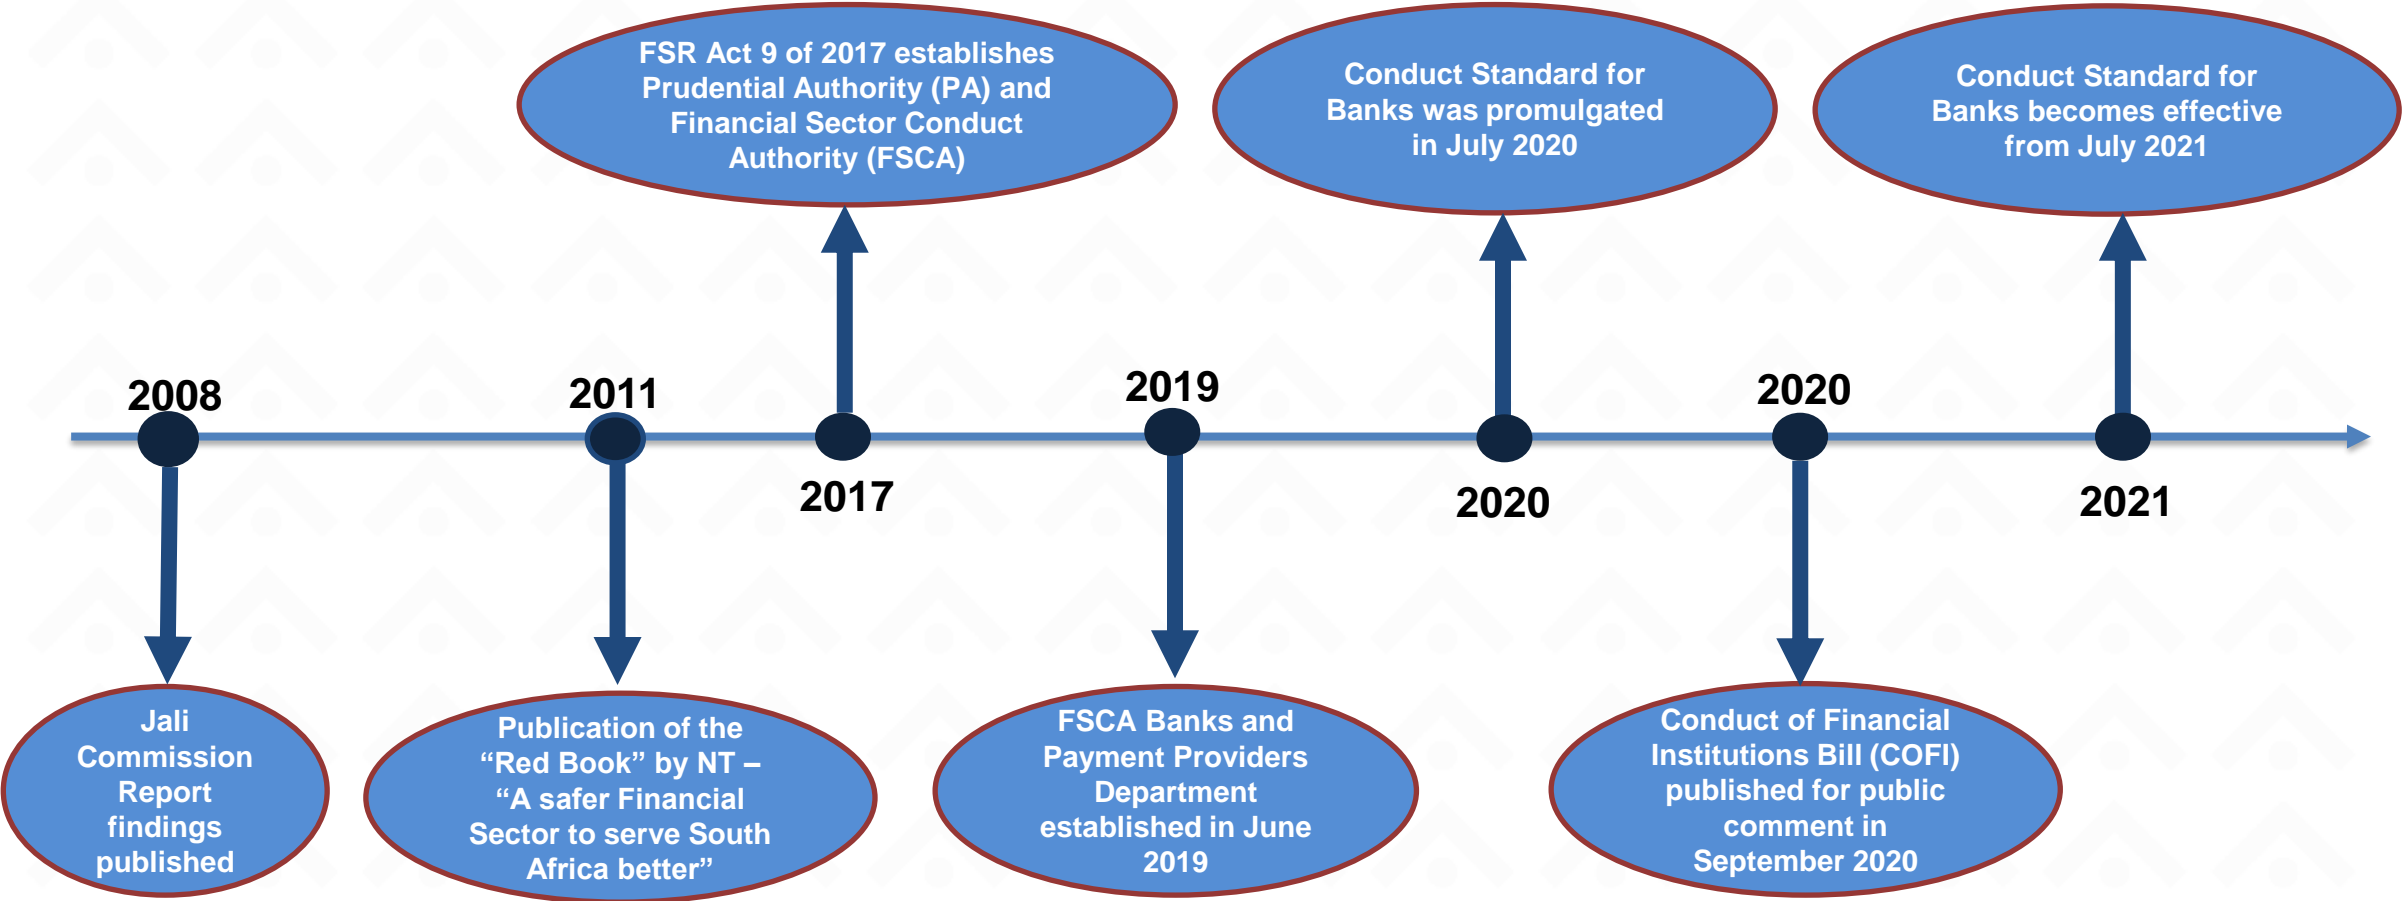 FSR Act 9 of 2017 establishes
Prudential Authority (PA) and
Financial Sector Conduct
Authority (FSCA)
Conduct Standard for
Banks was promulgated
in July 2020
Conduct Standard for
Banks becomes effective
from July 2021
2008
2011
2017
2019
2020
2020
2021
Jali
Commission
Report
findings
published
Publication of the
“Red Book” by NT –
“A safer Financial
Sector to serve South
Africa better”
FSCA Banks and
Payment Providers
Department
established in June
2019
Conduct of Financial
Institutions Bill (COFI)
published for public
comment in
September 2020